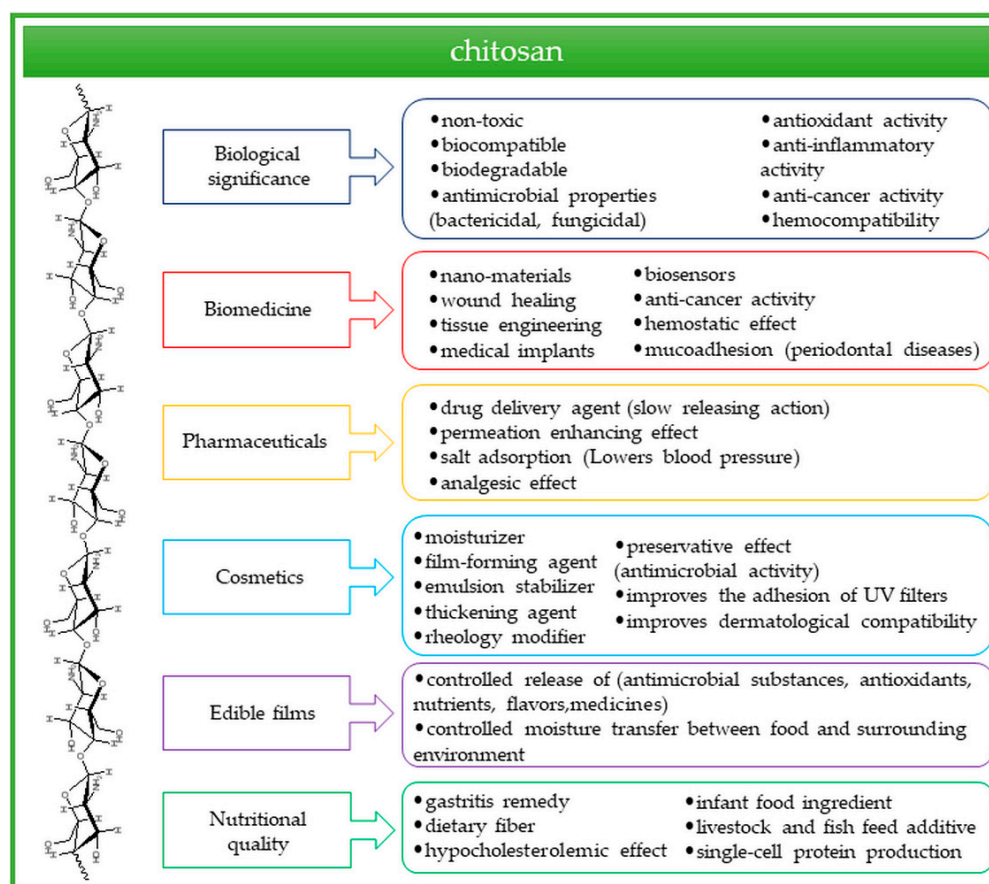 chitosan
Biological
significance
•non-toxic
•biocompatible
•biodegradable
•antimicrobial properties
(bactericidal, fungicidal)
•antioxidant activity
•anti-inflammatory
activity
•anti-cancer activity
•hemocompatibility
Biomedicine
•nano-materials
•wound healing
•tissue engineering
•medical implants
•biosensors
•anti-cancer activity
•hemostatic effect
•mucoadhesion (periodontal diseases)
Pharmaceuticals
•drug delivery agent (slow releasing action)
•permeation enhancing effect
•salt adsorption (Lowers blood pressure)
•analgesic effect
Cosmetics
•moisturizer
•film-forming agent
•emulsion stabilizer
•thickening agent
•rheology modifier
•preservative effect
(antimicrobial activity)
•improves the adhesion of UV filters
•improves dermatological compatibility
Edible films
•controlled release of (antimicrobial substances, antioxidants,
nutrients, flavors,medicines)
•controlled moisture transfer between food and surrounding
environment
Nutritional
quality
•gastritis remedy
•dietary fiber
•hypocholesterolemic effect
•infant food ingredient
•livestock and fish feed additive
•single-cell protein production